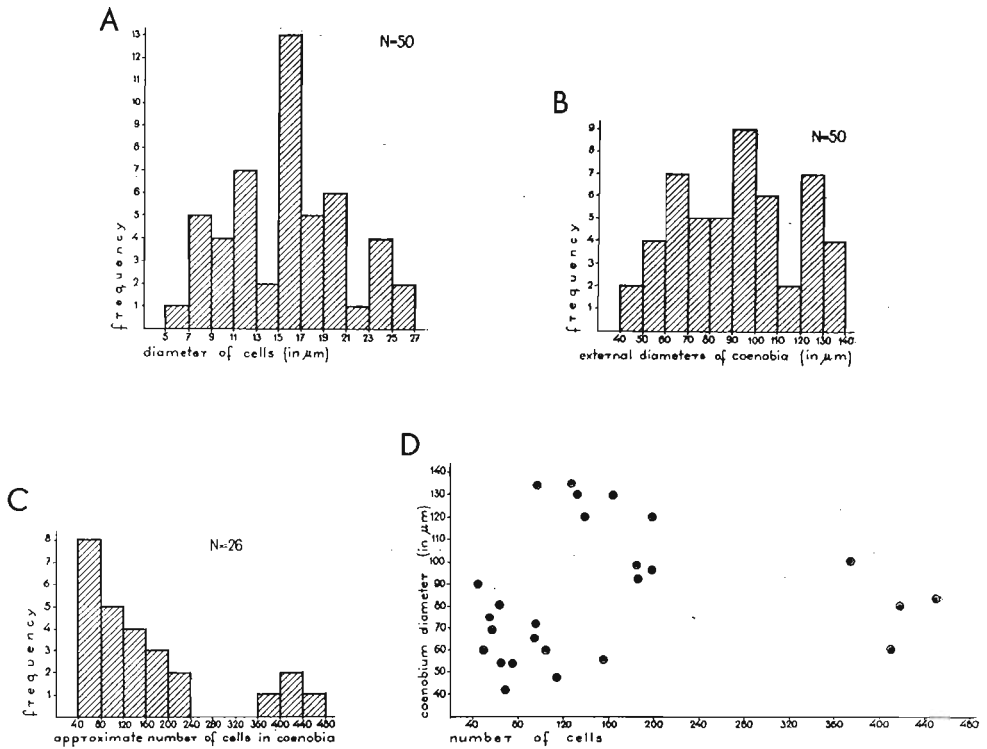 A
N=50
frequency
13
12
11
10
9
8
7
6
5
4
3
2
1
5 7 9 11 13 15 17 19 21 23 25 27
diameter of cells (in μm)
B
N=50
frequency
9
8
7
6
5
4
3
2
1
40 50 60 70 80 90 100 110 120 130 140
external diameters of coenobia (in μm)
C
N=26
frequency
8
7
6
5
4
3
2
1
40 80 120 160 200 240 280 320 360 400 440 480
approximate number of cells in coenobia
D
coenobium diameter (in μm)
140
130
120
110
100
90
80
70
60
50
40
40 80 120 160 200 240 280 320 360 400 440 480
number of cells